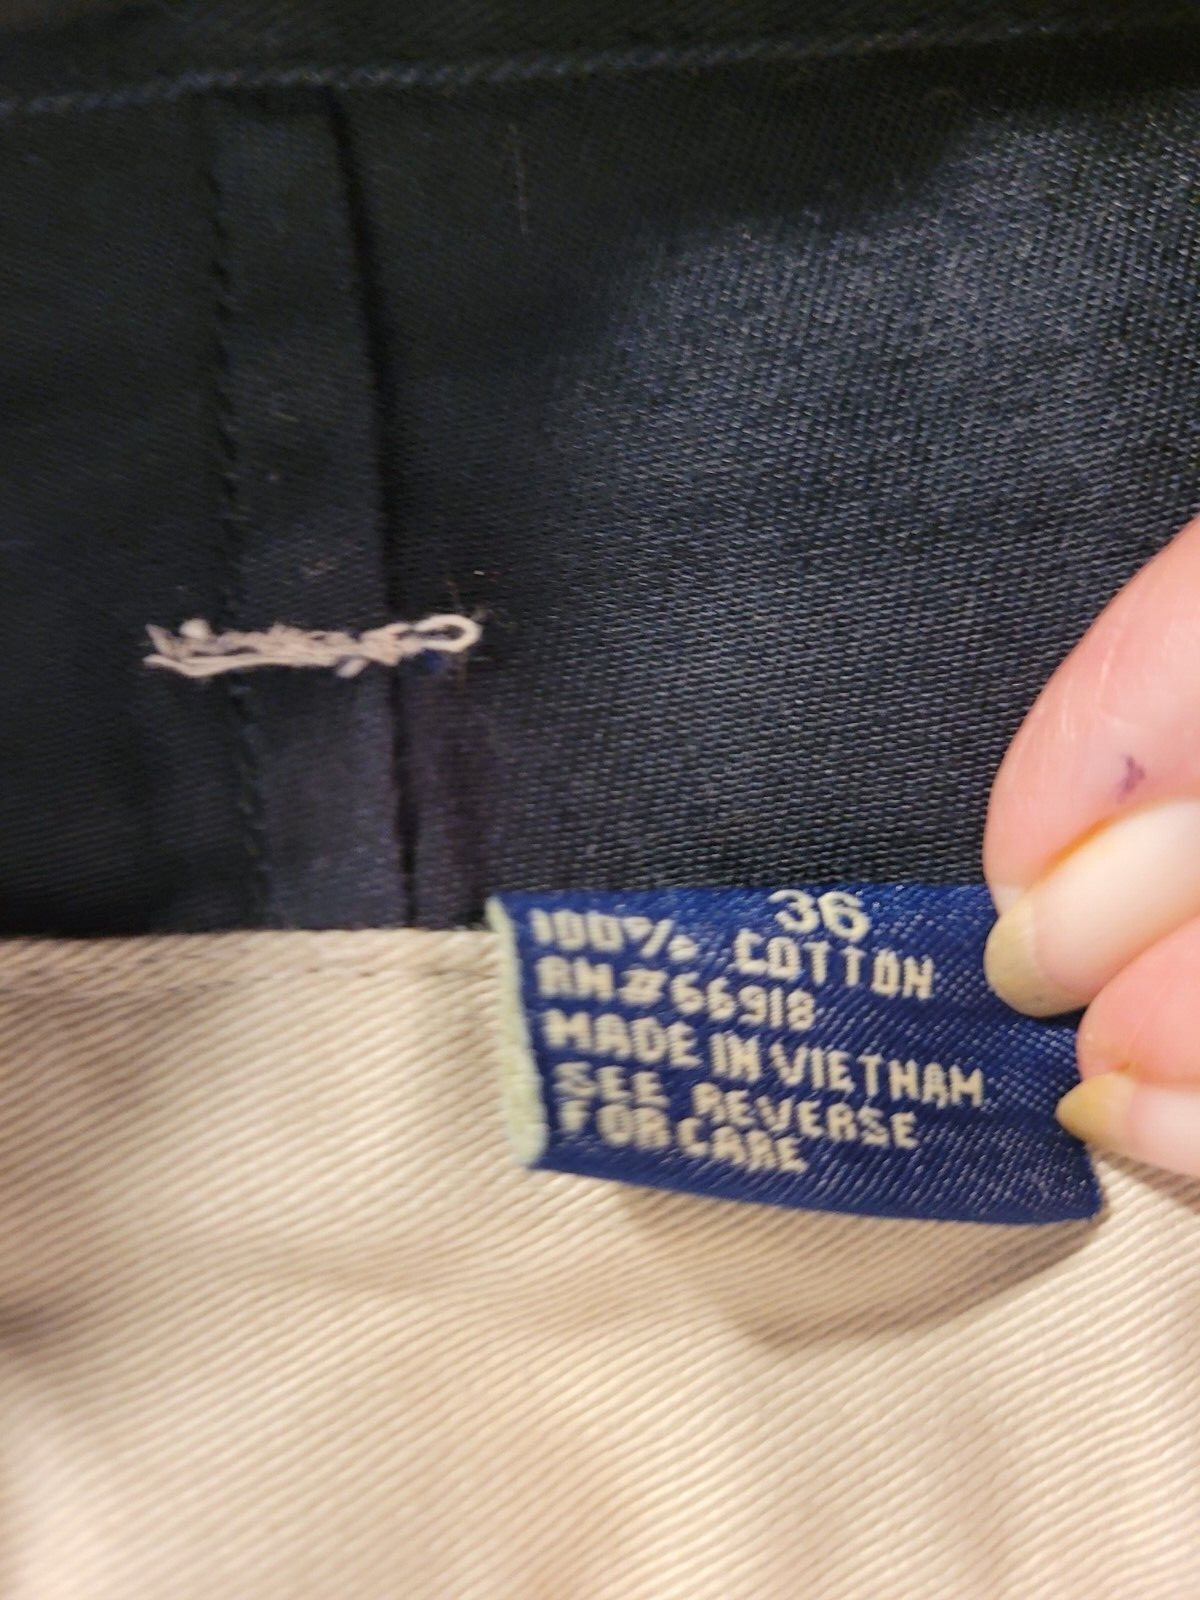 36
100% COTTON
RN#66918
MADE IN VIETNAM
SEE REVERSE
FOR CARE